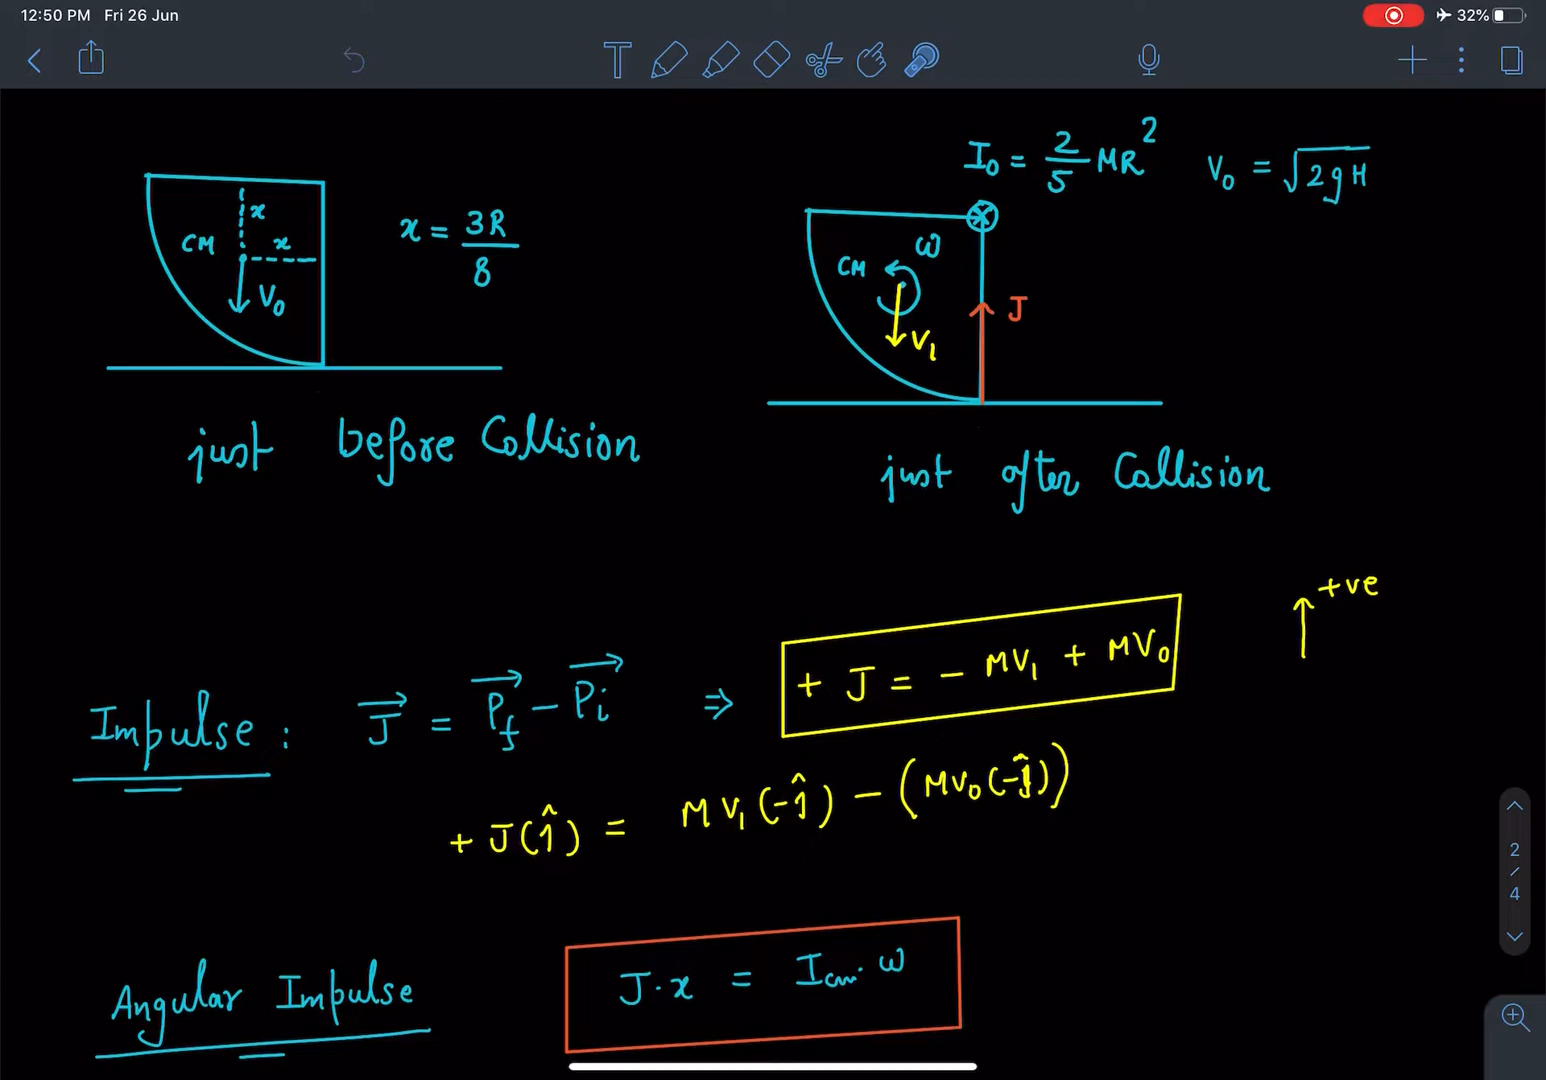 12:50 PM Fri 26 Jun
32%
I₀ = 2/5 MR²   V₀ = √2gH
x
CM x
V₀
x = 3R/8
ω
CM
J
V₁
just before Collision
just after Collision
+ve
Impulse : J⃗ = P⃗f − P⃗i ⇒ + J = − MV₁ + MV₀
+ J(ĵ) = MV₁(−ĵ) − (MV₀(−ĵ))
Angular Impulse J·x = Icm·ω
2
/
4